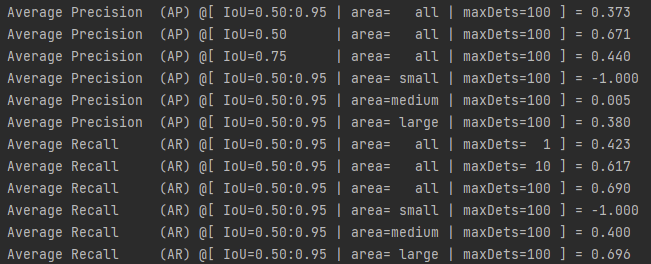 Average Precision  (AP) @[ IoU=0.50:0.95 | area=   all | maxDets=100 ] = 0.373
Average Precision  (AP) @[ IoU=0.50      | area=   all | maxDets=100 ] = 0.671
Average Precision  (AP) @[ IoU=0.75      | area=   all | maxDets=100 ] = 0.440
Average Precision  (AP) @[ IoU=0.50:0.95 | area= small | maxDets=100 ] = -1.000
Average Precision  (AP) @[ IoU=0.50:0.95 | area=medium | maxDets=100 ] = 0.005
Average Precision  (AP) @[ IoU=0.50:0.95 | area= large | maxDets=100 ] = 0.380
Average Recall     (AR) @[ IoU=0.50:0.95 | area=   all | maxDets=  1 ] = 0.423
Average Recall     (AR) @[ IoU=0.50:0.95 | area=   all | maxDets= 10 ] = 0.617
Average Recall     (AR) @[ IoU=0.50:0.95 | area=   all | maxDets=100 ] = 0.690
Average Recall     (AR) @[ IoU=0.50:0.95 | area= small | maxDets=100 ] = -1.000
Average Recall     (AR) @[ IoU=0.50:0.95 | area=medium | maxDets=100 ] = 0.400
Average Recall     (AR) @[ IoU=0.50:0.95 | area= large | maxDets=100 ] = 0.696